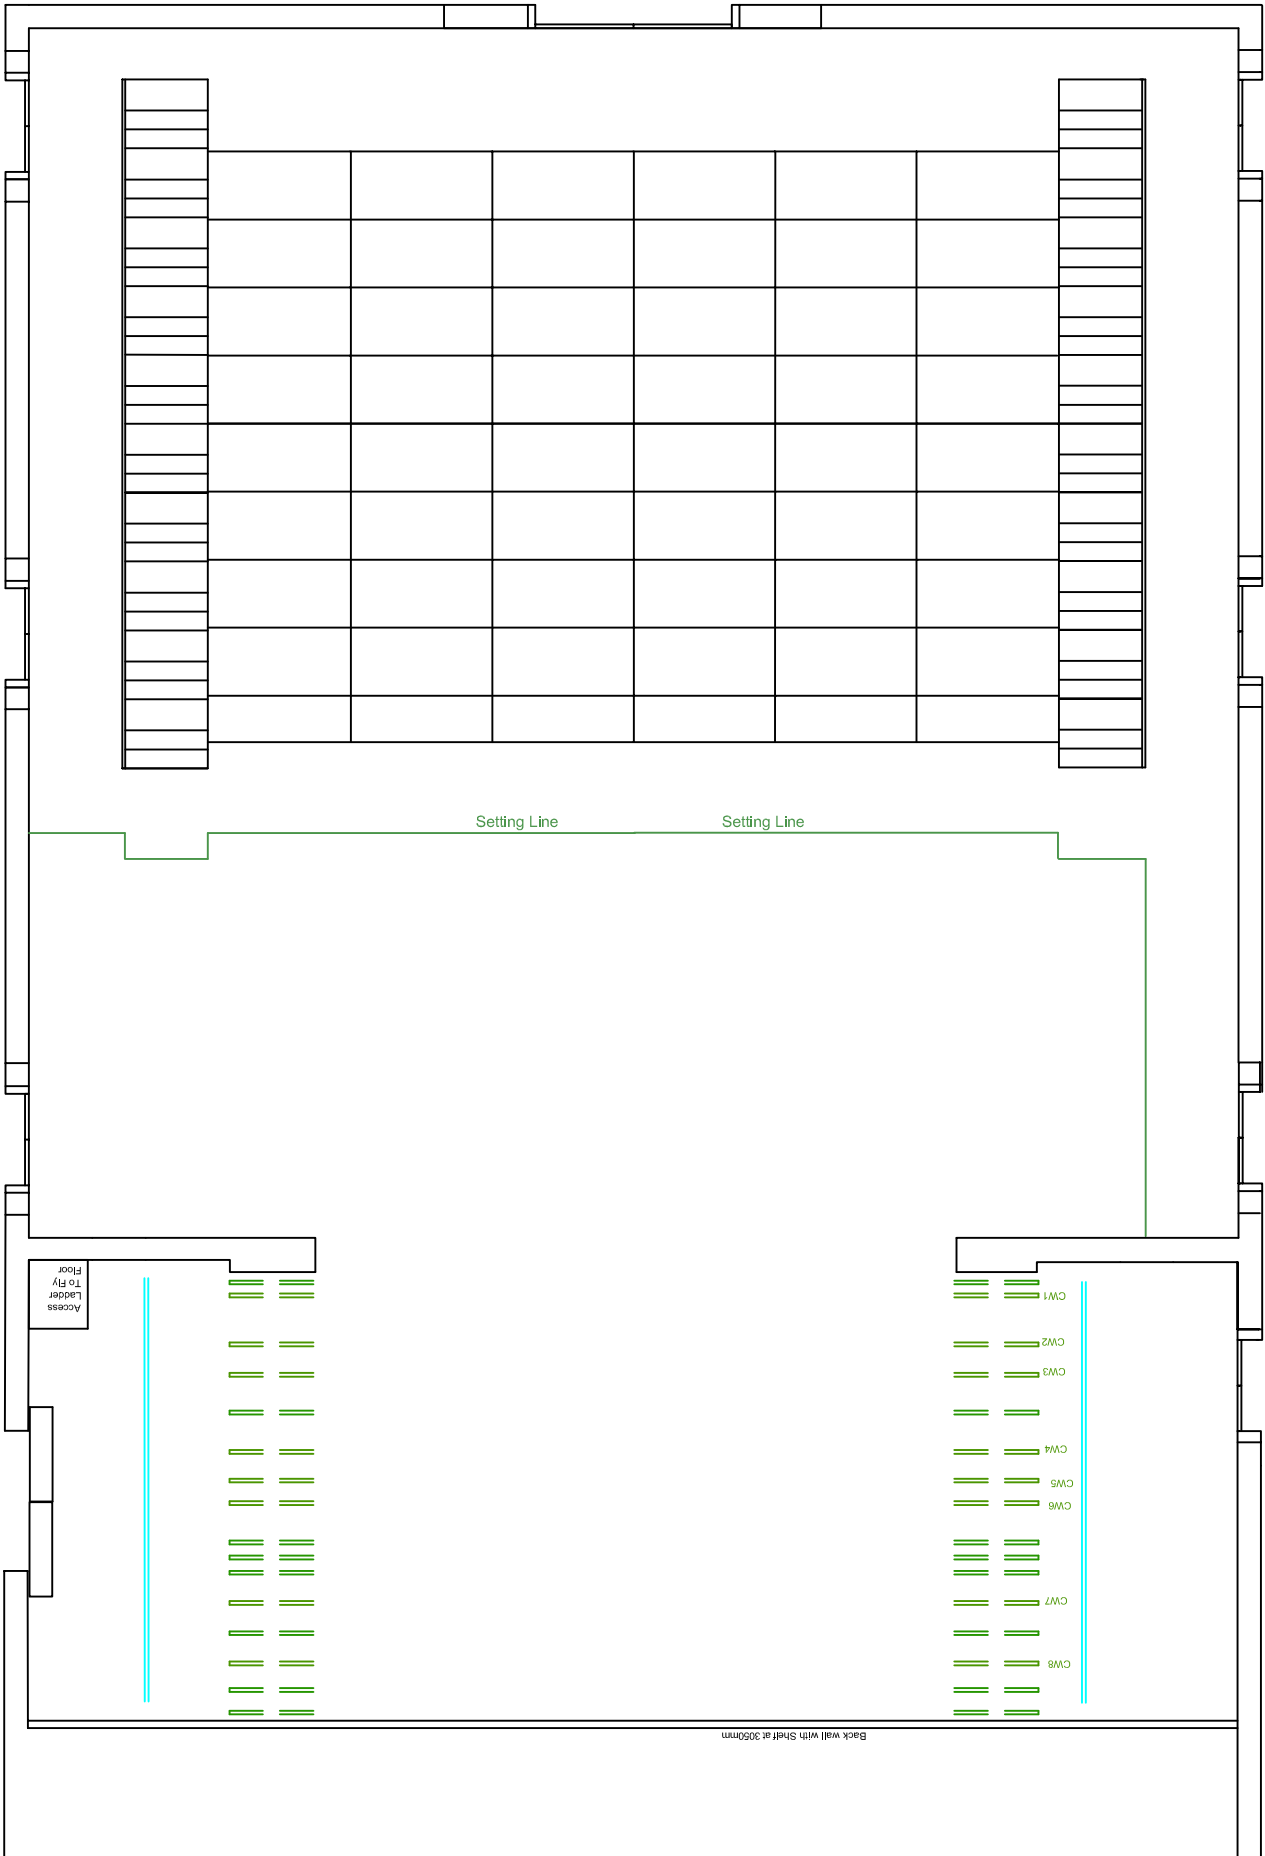 Setting Line
Setting Line
Access
Ladder
To Fly
Floor
CW1
CW2
CW3
CW4
CW5
CW6
CW7
CW8
Back wall with Shelf at 3050mm